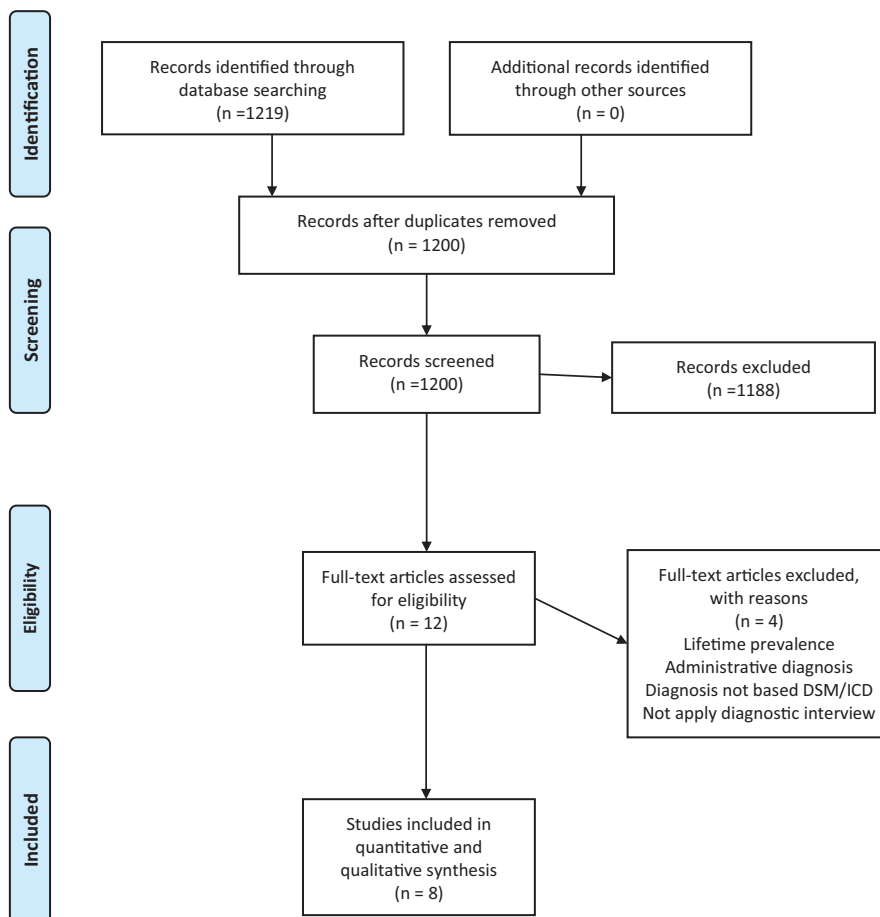 Identification
Records identified through
database searching
(n =1219)
Additional records identified
through other sources
(n = 0)
Records after duplicates removed
(n = 1200)
Screening
Records screened
(n =1200)
Records excluded
(n =1188)
Eligibility
Full-text articles assessed
for eligibility
(n = 12)
Full-text articles excluded,
with reasons
(n = 4)
Lifetime prevalence
Administrative diagnosis
Diagnosis not based DSM/ICD
Not apply diagnostic interview
Included
Studies included in
quantitative and
qualitative synthesis
(n = 8)